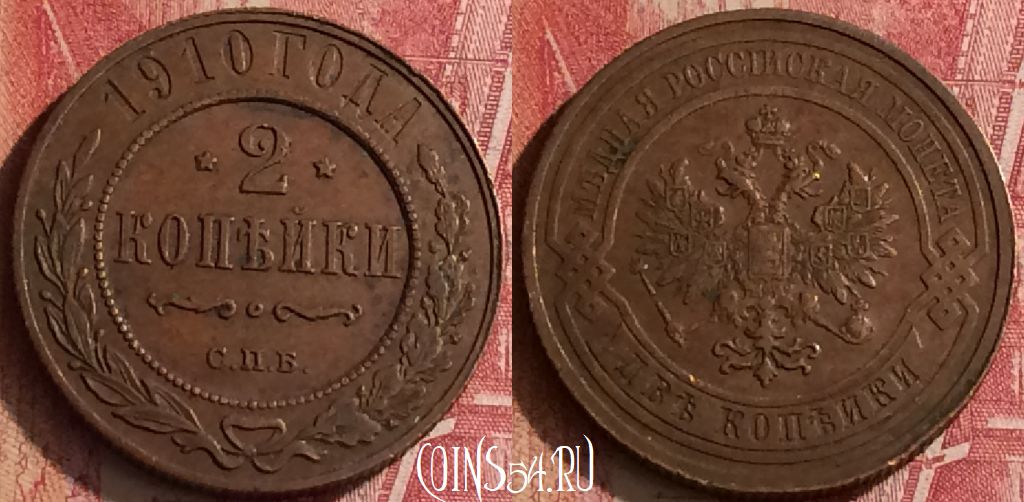 1910 ГОДА
2
КОПѢЙКИ
С.П.Б.
МѢДНАЯ РОССІЙСКАЯ МОНЕТА
ДВѢ КОПѢЙКИ
COINS54.RU